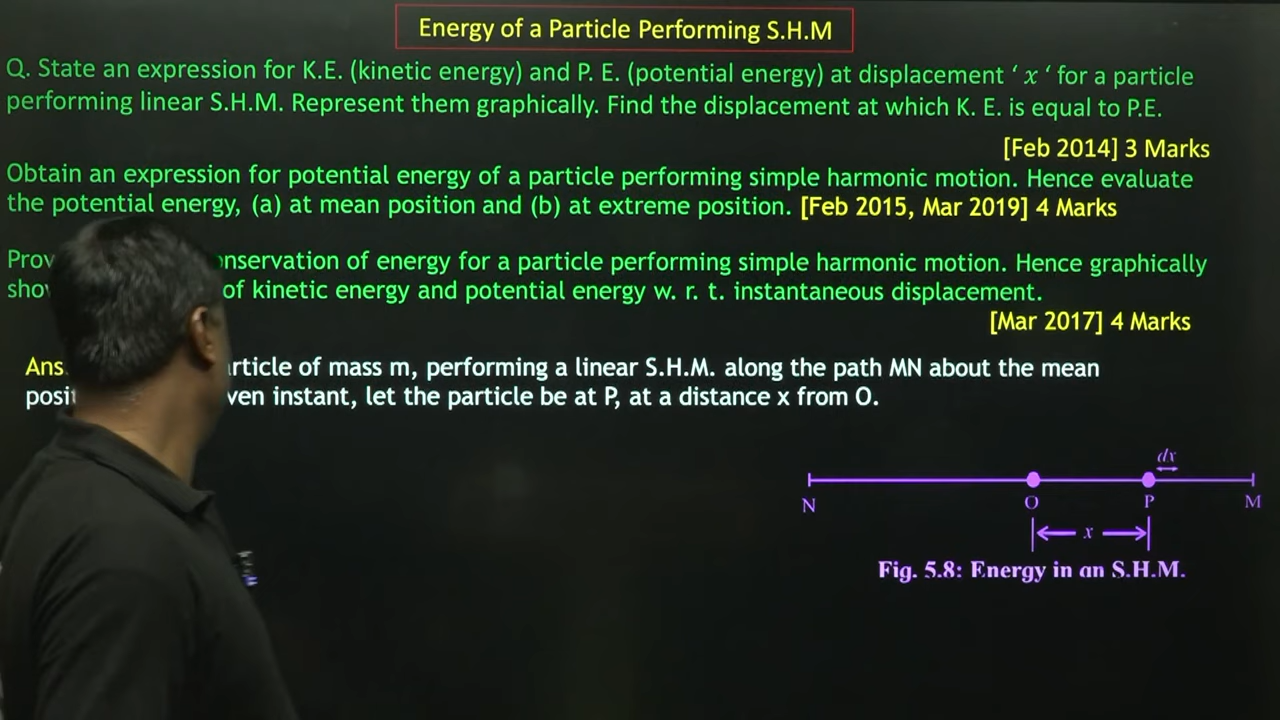 Energy of a Particle Performing S.H.M
Q. State an expression for K.E. (kinetic energy) and P. E. (potential energy) at displacement ‘ x ‘ for a particle
performing linear S.H.M. Represent them graphically. Find the displacement at which K. E. is equal to P.E.
[Feb 2014] 3 Marks
Obtain an expression for potential energy of a particle performing simple harmonic motion. Hence evaluate
the potential energy, (a) at mean position and (b) at extreme position. [Feb 2015, Mar 2019] 4 Marks
Prov onservation of energy for a particle performing simple harmonic motion. Hence graphically
sho of kinetic energy and potential energy w. r. t. instantaneous displacement.
[Mar 2017] 4 Marks
Ans. rticle of mass m, performing a linear S.H.M. along the path MN about the mean
posit ven instant, let the particle be at P, at a distance x from O.
dx
N O P M
x
Fig. 5.8: Energy in an S.H.M.